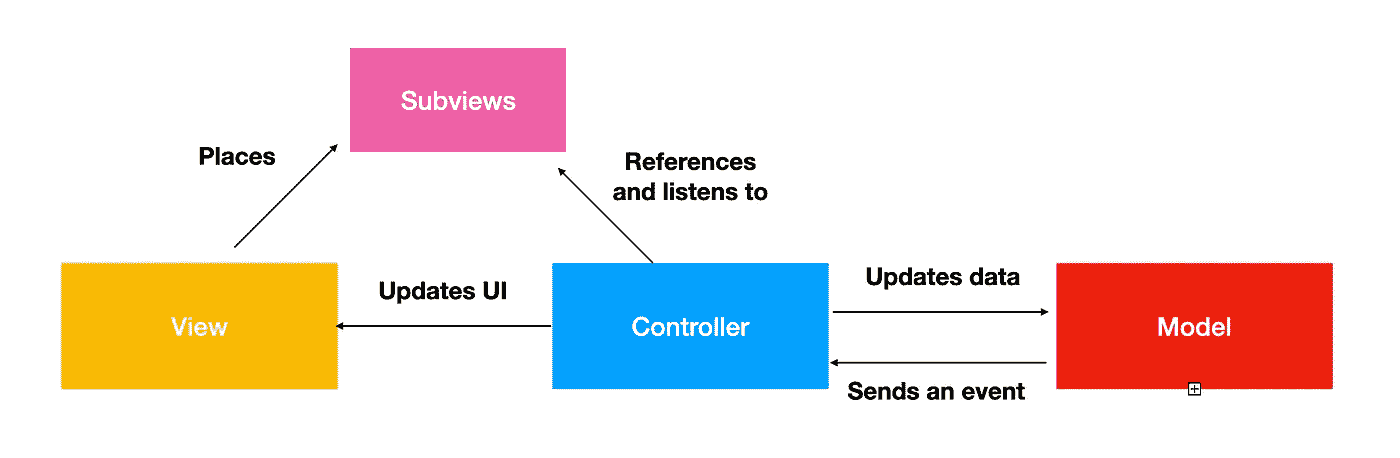 Subviews
Places
References
and listens to
Updates UI
Updates data
View
Controller
Model
Sends an event